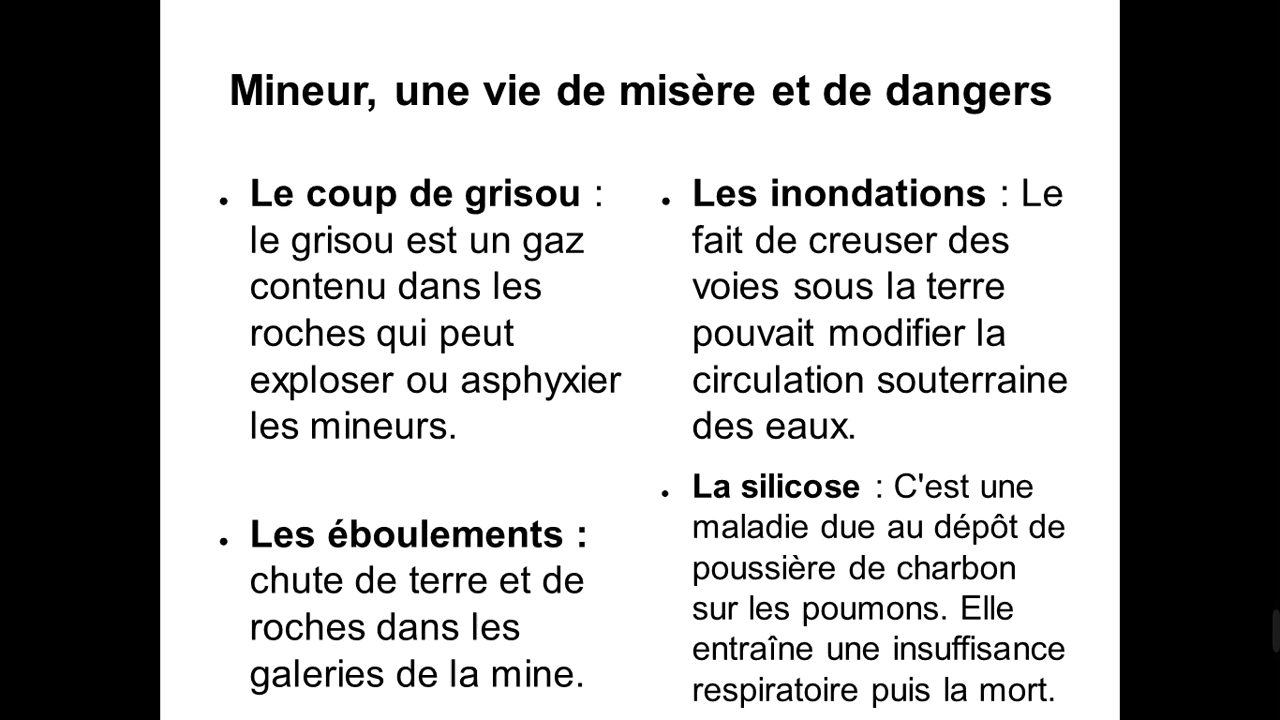 Mineur, une vie de misère et de dangers
● Le coup de grisou :
le grisou est un gaz
contenu dans les
roches qui peut
exploser ou asphyxier
les mineurs.
● Les éboulements :
chute de terre et de
roches dans les
galeries de la mine.
● Les inondations : Le
fait de creuser des
voies sous la terre
pouvait modifier la
circulation souterraine
des eaux.
● La silicose : C'est une
maladie due au dépôt de
poussière de charbon
sur les poumons. Elle
entraîne une insuffisance
respiratoire puis la mort.